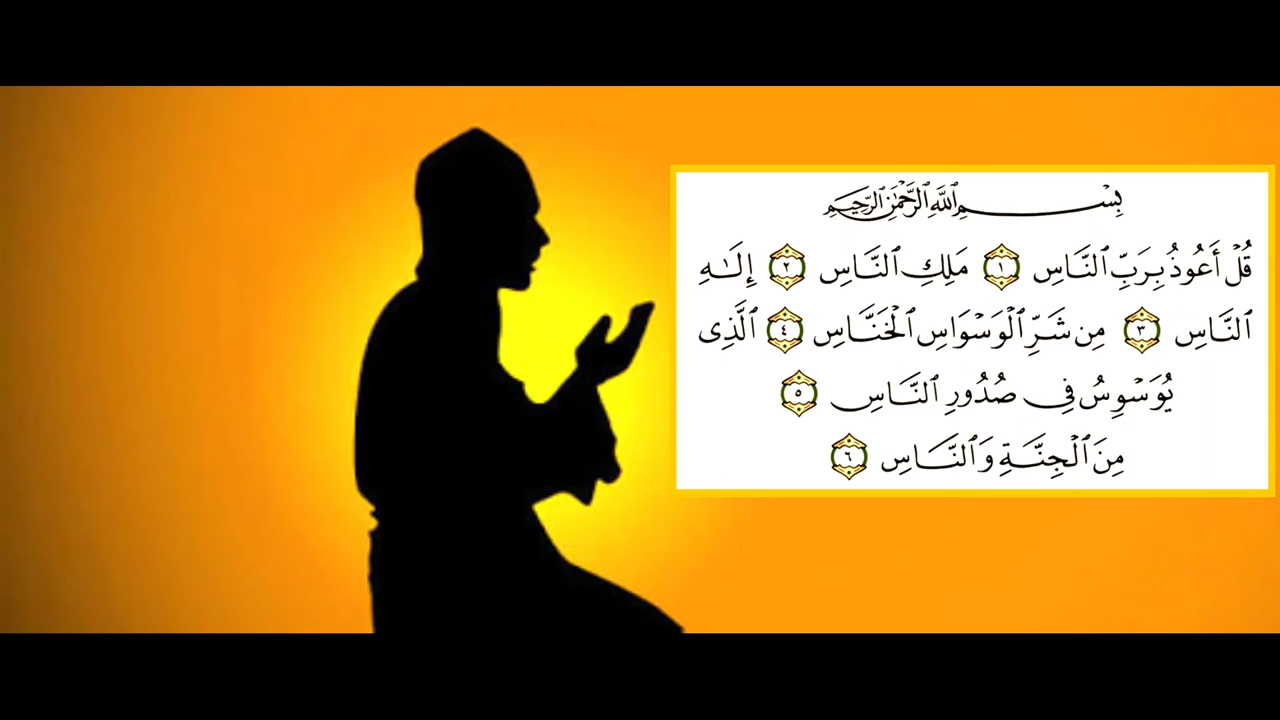 بِسْمِ ٱللَّهِ ٱلرَّحْمَٰنِ ٱلرَّحِيمِ
قُلْ أَعُوذُ بِرَبِّ ٱلنَّاسِ ١ مَلِكِ ٱلنَّاسِ ٢ إِلَٰهِ
ٱلنَّاسِ ٣ مِن شَرِّ ٱلْوَسْوَاسِ ٱلْخَنَّاسِ ٤ ٱلَّذِى
يُوَسْوِسُ فِى صُدُورِ ٱلنَّاسِ ٥
مِنَ ٱلْجِنَّةِ وَٱلنَّاسِ ٦